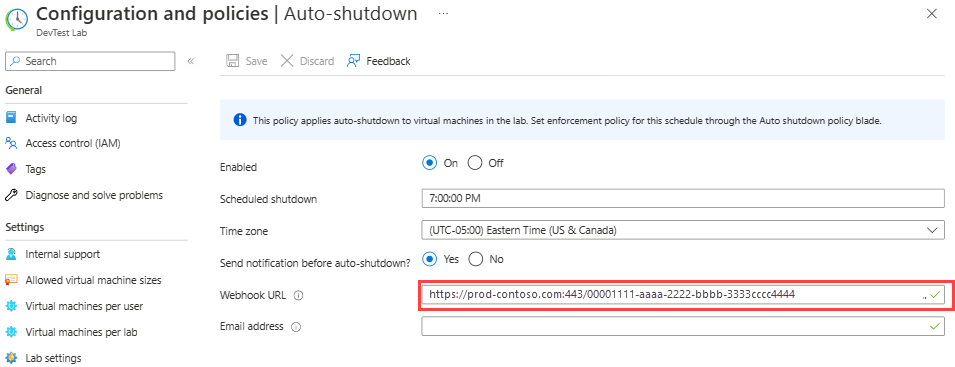 Configuration and policies | Auto-shutdown ...
DevTest Lab
Search «
Save Discard Feedback
General
Activity log
Access control (IAM)
Tags
Diagnose and solve problems
Settings
Internal support
Allowed virtual machine sizes
Virtual machines per user
Virtual machines per lab
Lab settings
This policy applies auto-shutdown to virtual machines in the lab. Set enforcement policy for this schedule through the Auto shutdown policy blade.
Enabled On Off
Scheduled shutdown 7:00:00 PM
Time zone (UTC-05:00) Eastern Time (US & Canada)
Send notification before auto-shutdown? Yes No
Webhook URL https://prod-contoso.com:443/00001111-aaaa-2222-bbbb-3333cccc4444 ..
Email address